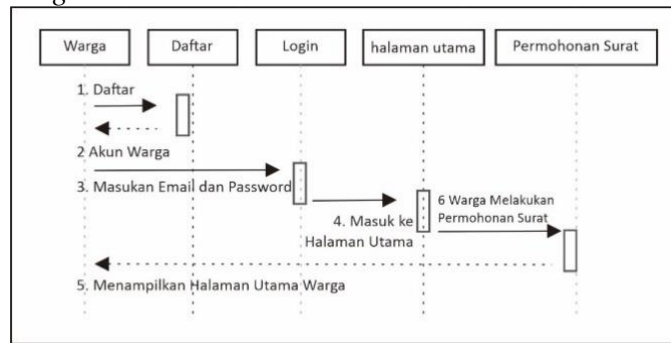 Warga
Daftar
Login
halaman utama
Permohonan Surat
1. Daftar
2 Akun Warga
3. Masukan Email dan Password
4. Masuk ke
Halaman Utama
6 Warga Melakukan
Permohonan Surat
5. Menampilkan Halaman Utama Warga